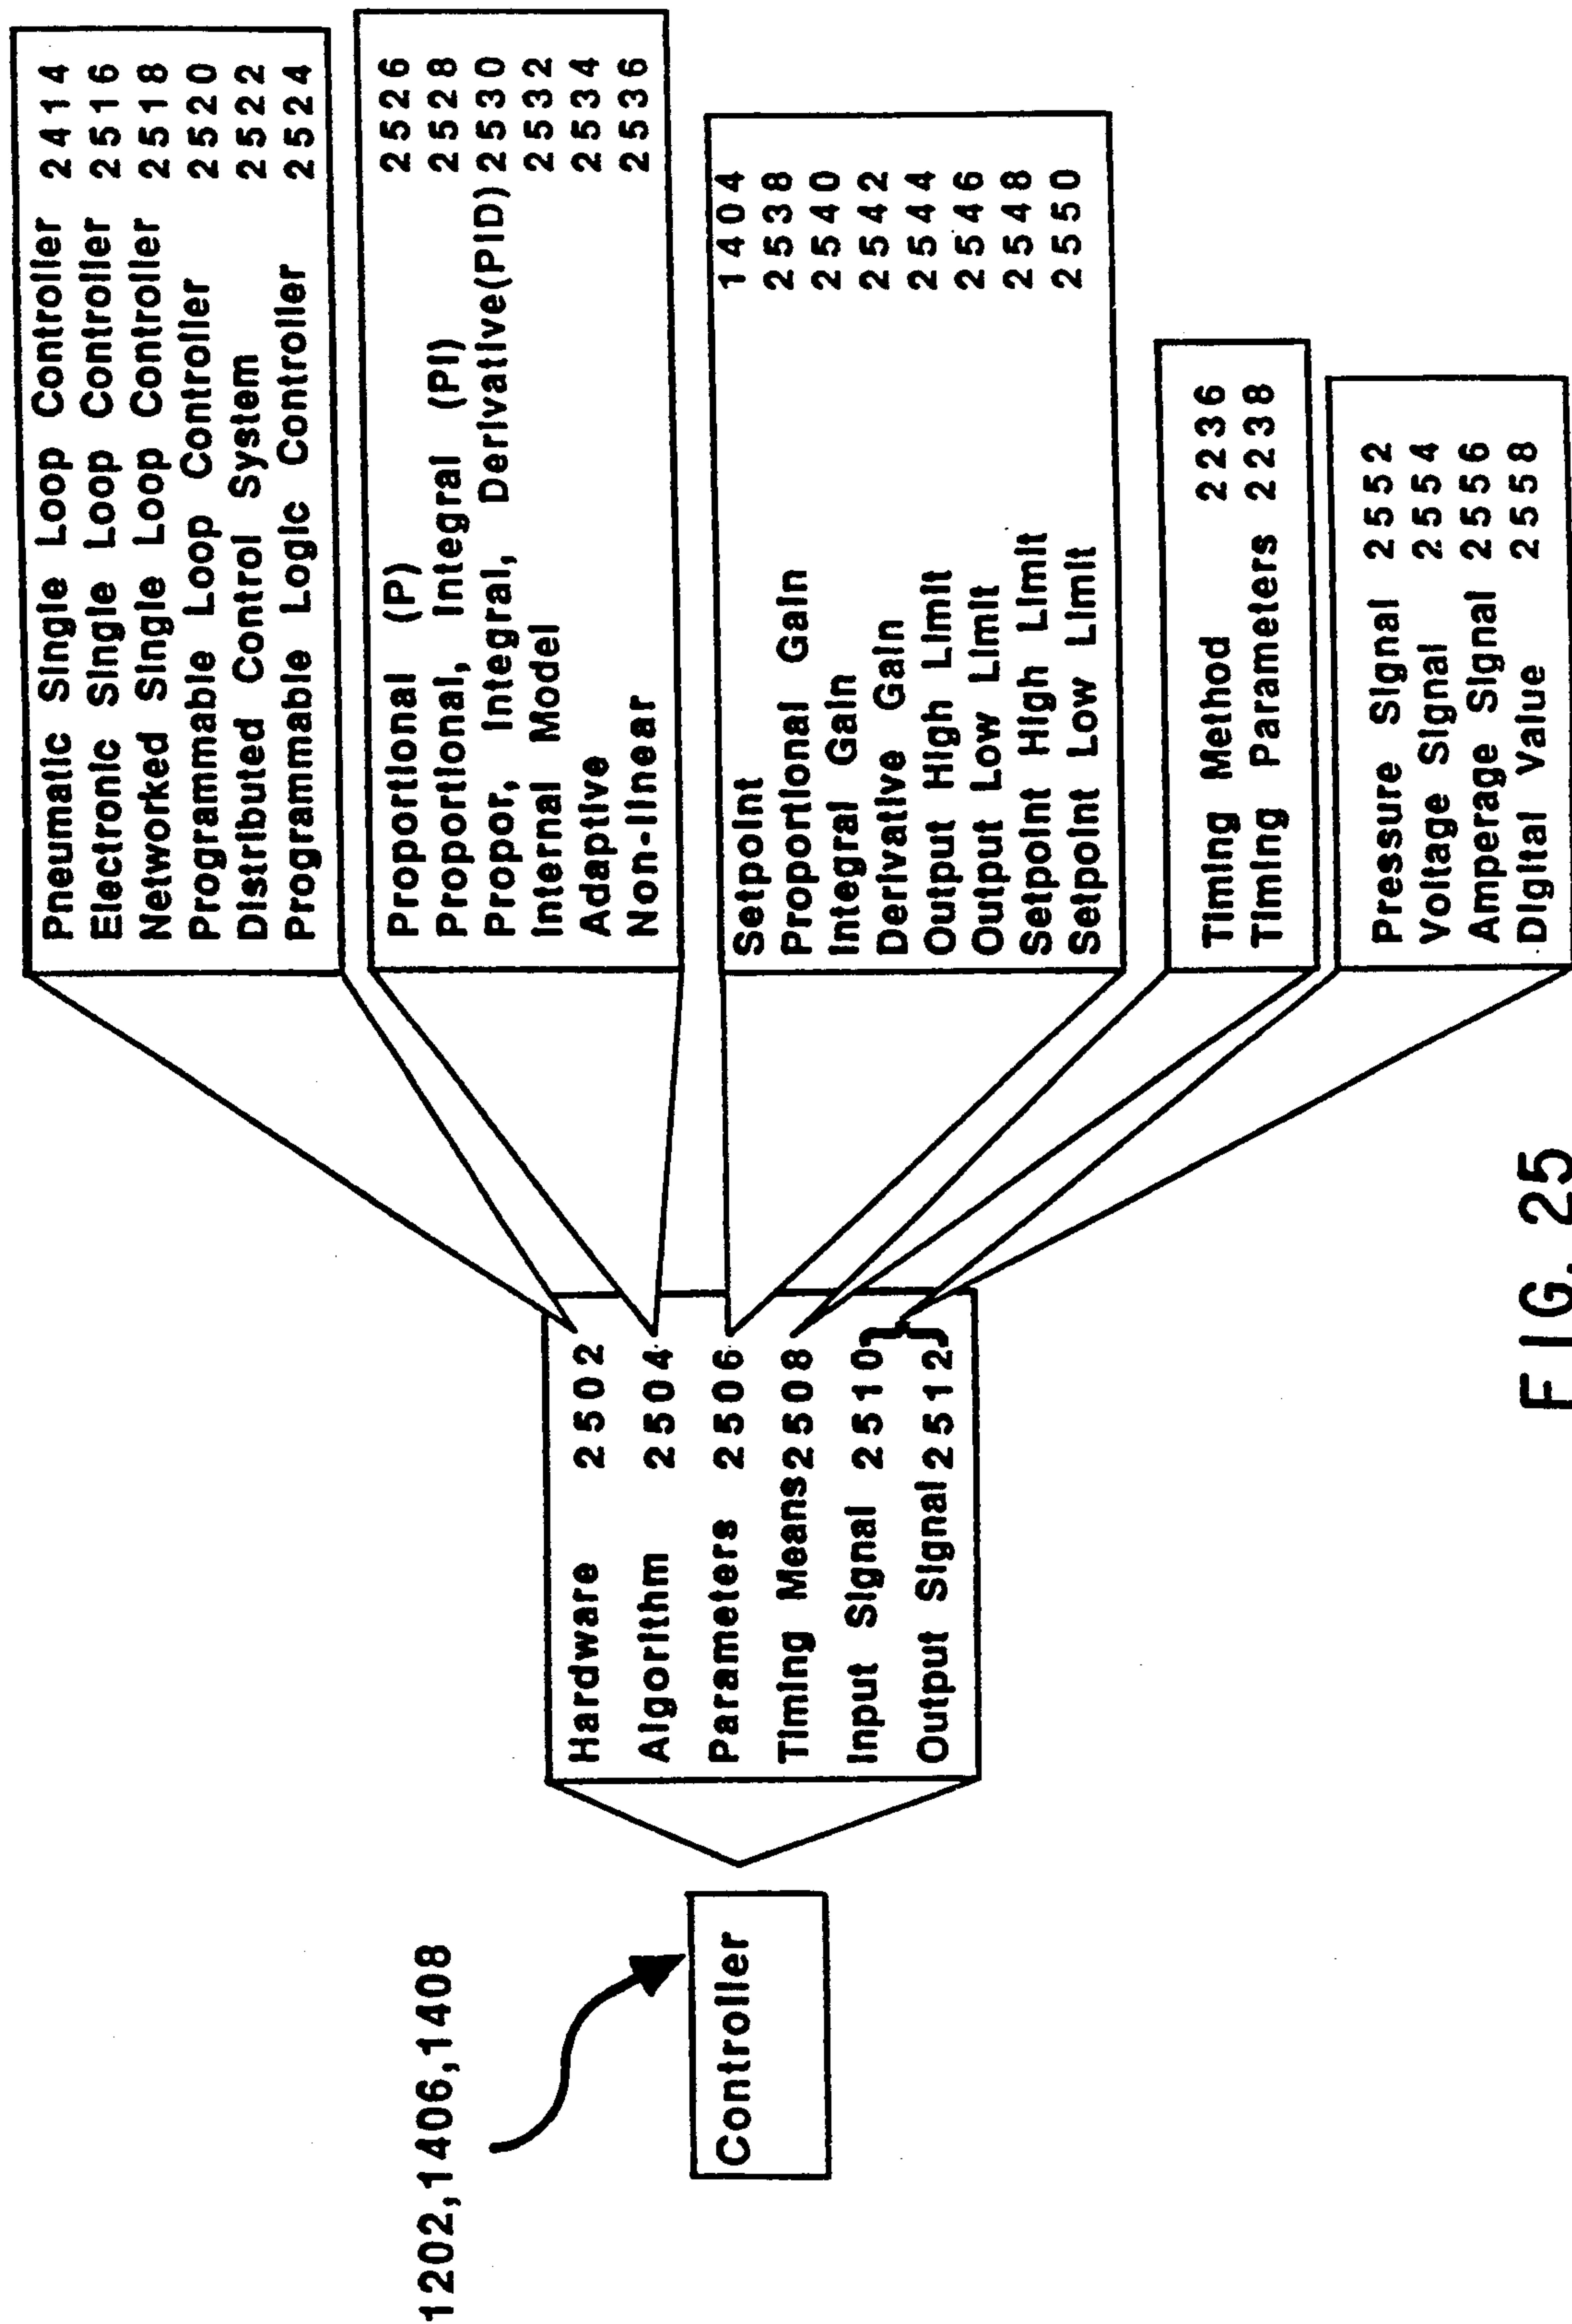 1202,1406,1408
Controller
Hardware 2502
Algorithm 2504
Parameters 2506
Timing Means 2508
Input Signal 2510
Output Signal 2512
Pneumatic Single Loop Controller 2414
Electronic Single Loop Controller 2516
Networked Single Loop Controller 2518
Programmable Loop Controller 2520
Distributed Control System 2522
Programmable Logic Controller 2524
Proportional (P) 2526
Proportional, Integral (PI) 2528
Propor, Integral, Derivative(PID) 2530
Internal Model 2532
Adaptive 2534
Non-linear 2536
Setpoint 1404
Proportional Gain 2538
Integral Gain 2540
Derivative Gain 2542
Output High Limit 2544
Output Low Limit 2546
Setpoint High Limit 2548
Setpoint Low Limit 2550
Timing Method 2236
Timing Parameters 2238
Pressure Signal 2552
Voltage Signal 2554
Amperage Signal 2556
Digital Value 2558
FIG. 25